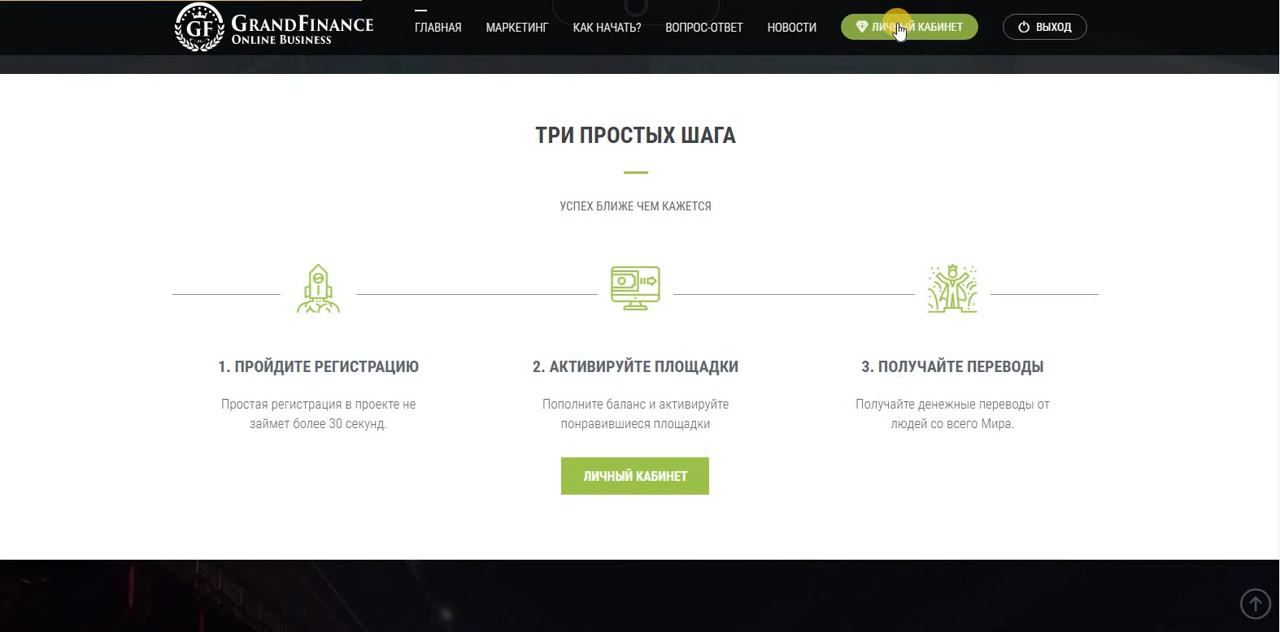 GF GRANDFINANCE
ONLINE BUSINESS
ГЛАВНАЯ МАРКЕТИНГ КАК НАЧАТЬ? ВОПРОС-ОТВЕТ НОВОСТИ ЛИЧНЫЙ КАБИНЕТ ВЫХОД
ТРИ ПРОСТЫХ ШАГА
УСПЕХ БЛИЖЕ ЧЕМ КАЖЕТСЯ
1. ПРОЙДИТЕ РЕГИСТРАЦИЮ
Простая регистрация в проекте не
займет более 30 секунд.
2. АКТИВИРУЙТЕ ПЛОЩАДКИ
Пополните баланс и активируйте
понравившиеся площадки
3. ПОЛУЧАЙТЕ ПЕРЕВОДЫ
Получайте денежные переводы от
людей со всего Мира.
ЛИЧНЫЙ КАБИНЕТ